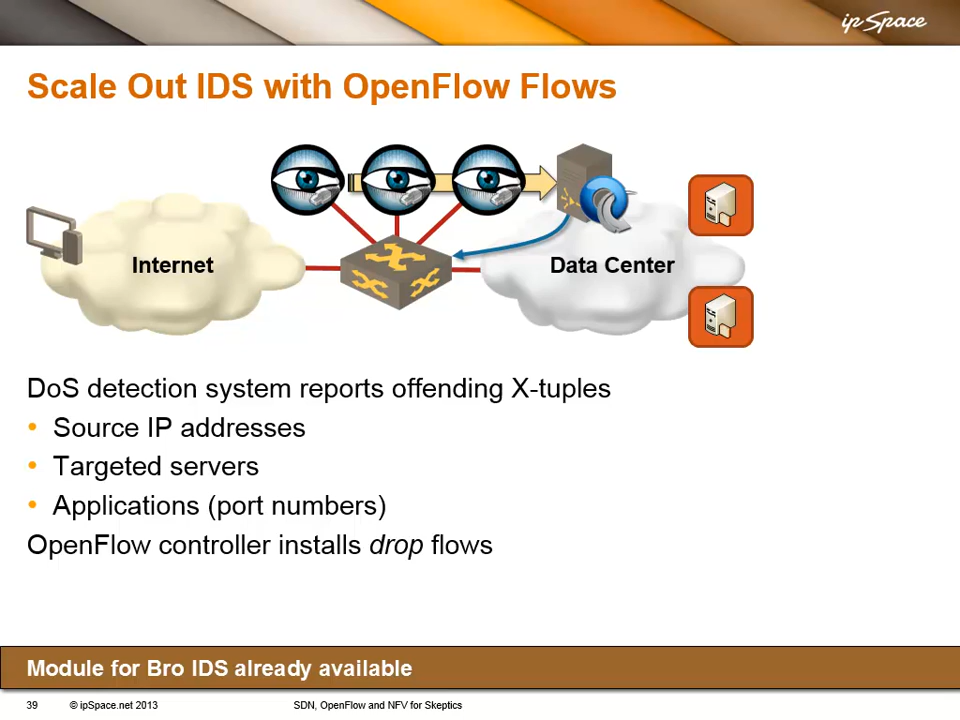 ipSpace
Scale Out IDS with OpenFlow Flows
Internet
Data Center
DoS detection system reports offending X-tuples
• Source IP addresses
• Targeted servers
• Applications (port numbers)
OpenFlow controller installs drop flows
Module for Bro IDS already available
39 © ipSpace.net 2013 SDN, OpenFlow and NFV for Skeptics